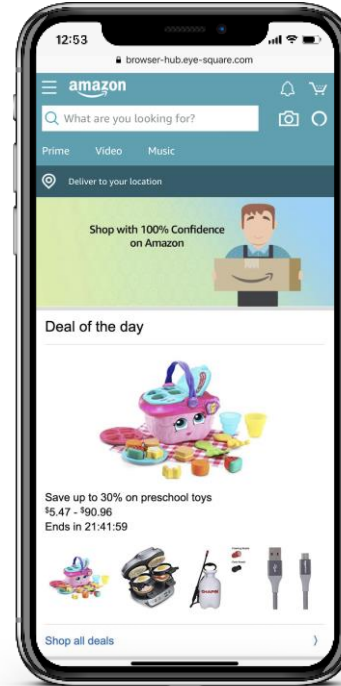 12:53
browser-hub.eye-square.com
amazon
What are you looking for?
Prime Video Music
Deliver to your location
Shop with 100% Confidence
on Amazon
Deal of the day
Save up to 30% on preschool toys
$5.47 - $90.96
Ends in 21:41:59
Shop all deals